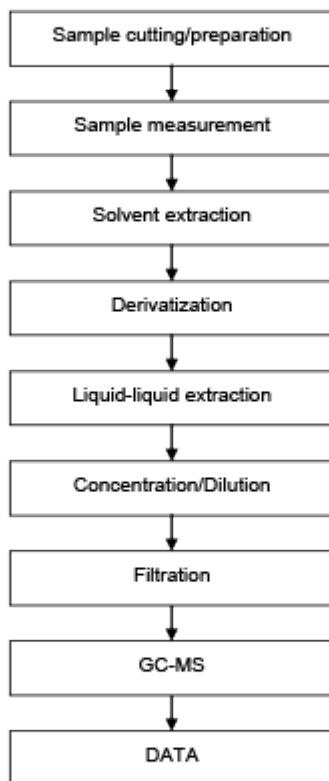 Sample cutting/preparation
Sample measurement
Solvent extraction
Derivatization
Liquid-liquid extraction
Concentration/Dilution
Filtration
GC-MS
DATA